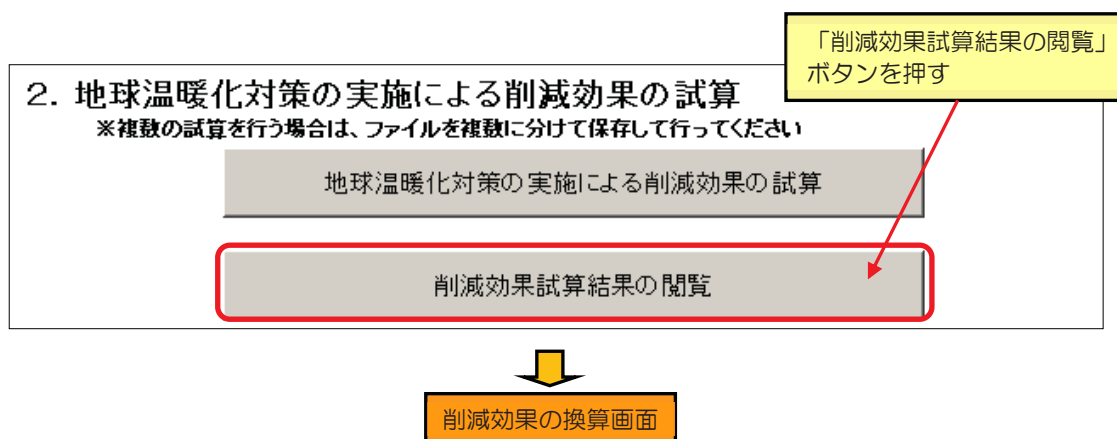 「削減効果試算結果の閲覧」
ボタンを押す
2. 地球温暖化対策の実施による削減効果の試算
※複数の試算を行う場合は、ファイルを複数に分けて保存して行ってください
地球温暖化対策の実施による削減効果の試算
削減効果試算結果の閲覧
削減効果の換算画面